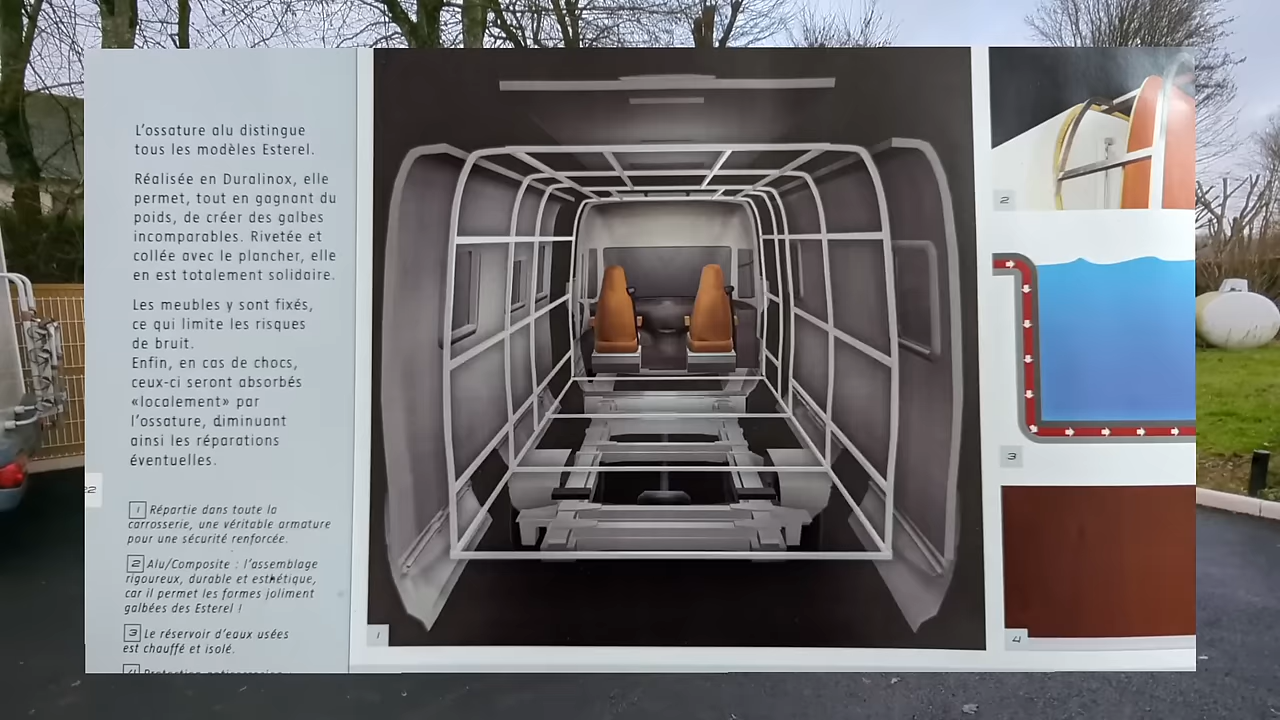 L'ossature alu distingue
tous les modèles Esterel.
Réalisée en Duralinox, elle
permet, tout en gagnant du
poids, de créer des galbes
incomparables. Rivetée et
collée avec le plancher, elle
en est totalement solidaire.
Les meubles y sont fixés,
ce qui limite les risques
de bruit.
Enfin, en cas de chocs,
ceux-ci seront absorbés
«localement» par
l'ossature, diminuant
ainsi les réparations
éventuelles.
22
1 Répartie dans toute la
carrosserie, une véritable armature
pour une sécurité renforcée.
2 Alu/Composite : l'assemblage
rigoureux, durable et esthétique,
car il permet les formes joliment
galbées des Esterel !
3 Le réservoir d'eaux usées
est chauffé et isolé.
1
2
3
4